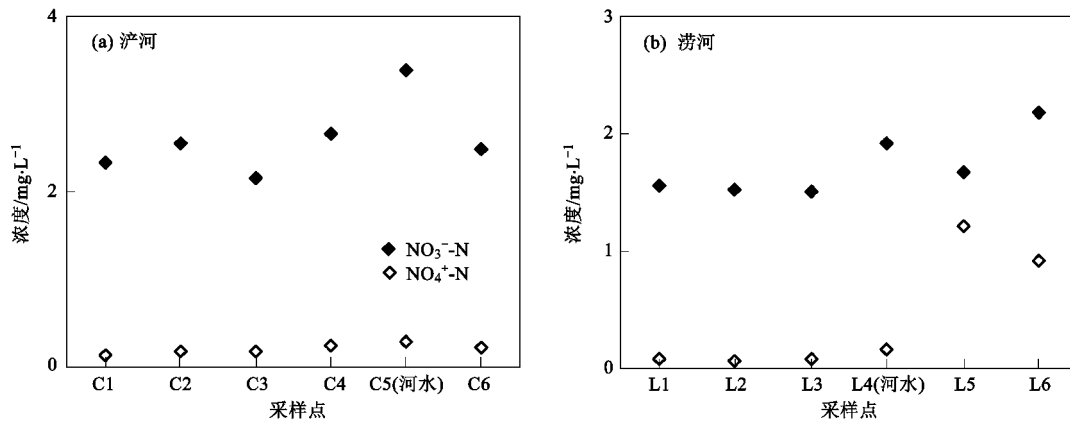 (a) 浐河
4
2
0
浓度/mg·L⁻¹
NO₃⁻-N
NO₄⁺-N
C1 C2 C3 C4 C5(河水) C6
采样点
(b) 涝河
3
2
1
0
浓度/mg·L⁻¹
L1 L2 L3 L4(河水) L5 L6
采样点